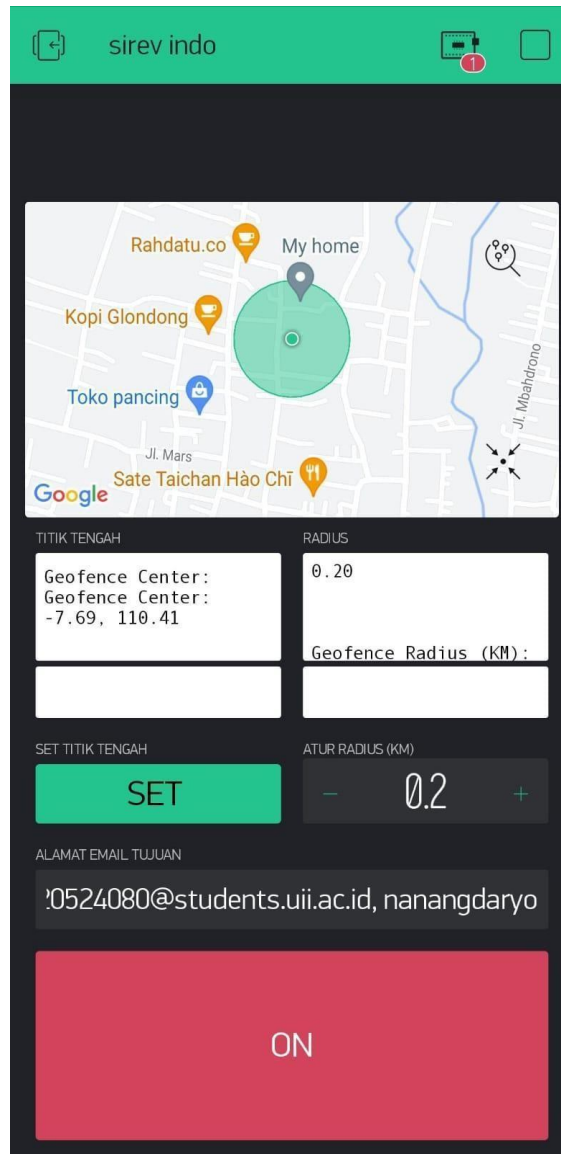 sirev indo
1
Rahdatu.co
My home
Kopi Glondong
Toko pancing
Jl. Mbahdrono
Jl. Mars
Sate Taichan Hào Chī
Google
TITIK TENGAH
RADIUS
Geofence Center:
Geofence Center:
-7.69, 110.41
0.20
Geofence Radius (KM):
SET TITIK TENGAH
ATUR RADIUS (KM)
SET
- 0.2 +
ALAMAT EMAIL TUJUAN
20524080@students.uii.ac.id, nanangdaryo
ON